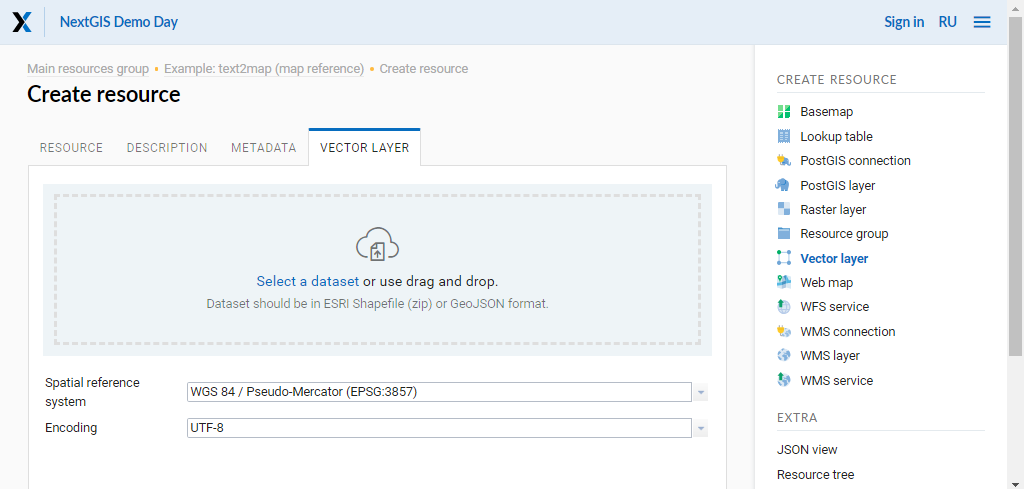 NextGIS Demo Day
Sign in RU
Main resources group • Example: text2map (map reference) • Create resource
Create resource
RESOURCE DESCRIPTION METADATA VECTOR LAYER
Select a dataset or use drag and drop.
Dataset should be in ESRI Shapefile (zip) or GeoJSON format.
Spatial reference
system
WGS 84 / Pseudo-Mercator (EPSG:3857)
Encoding
UTF-8
CREATE RESOURCE
Basemap
Lookup table
PostGIS connection
PostGIS layer
Raster layer
Resource group
Vector layer
Web map
WFS service
WMS connection
WMS layer
WMS service
EXTRA
JSON view
Resource tree